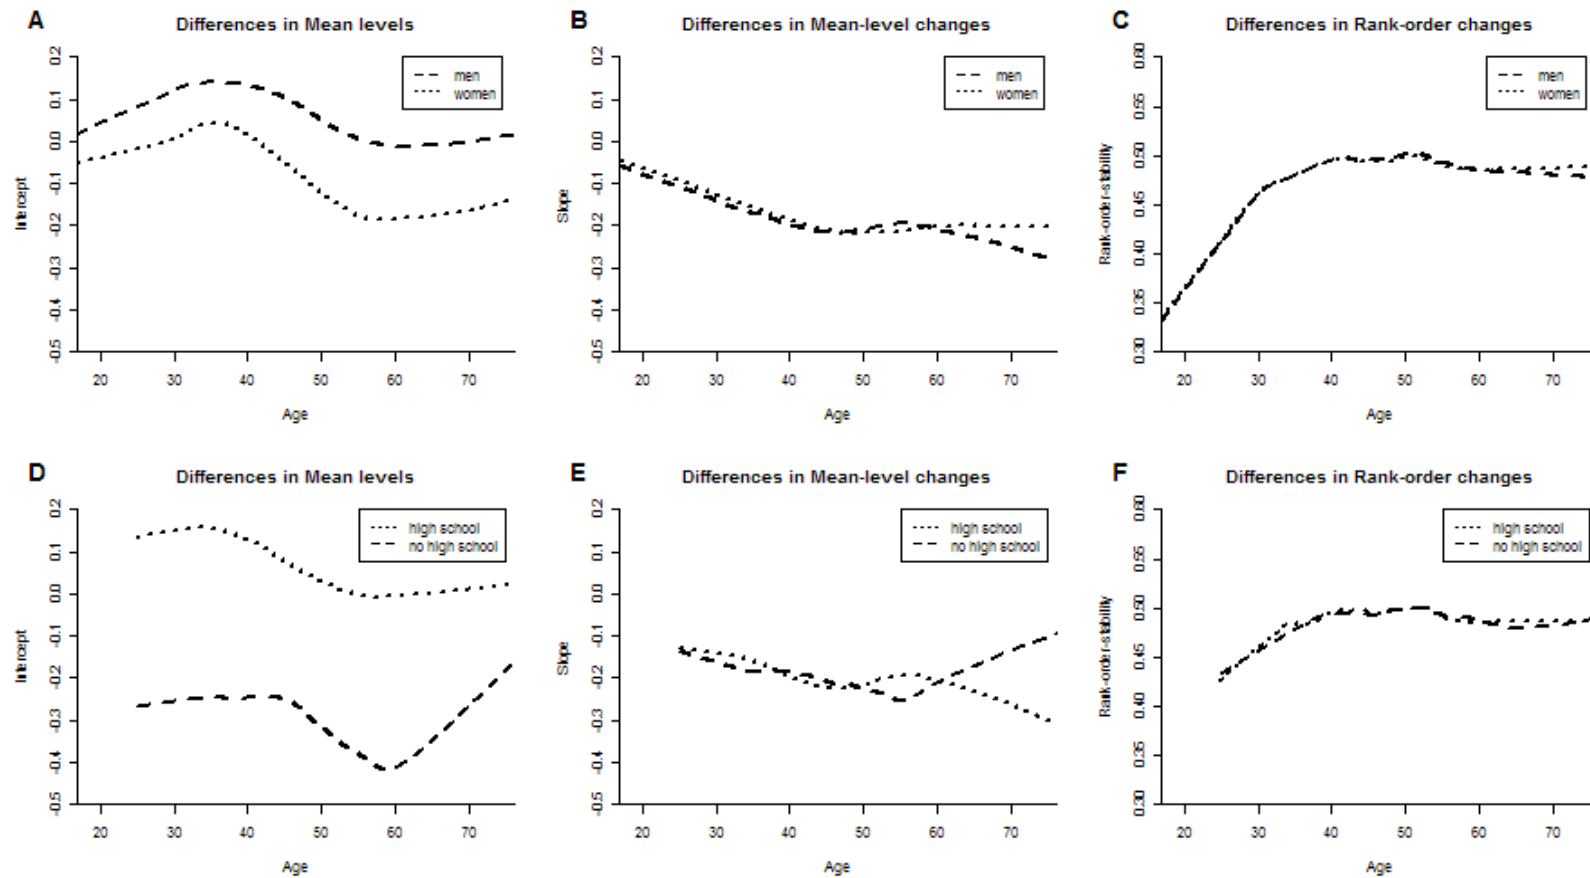 A
Differences in Mean levels
men
women
0.2
0.1
0.0
-0.1
-0.2
-0.3
-0.4
-0.5
Intercept
20 30 40 50 60 70
Age
B
Differences in Mean-level changes
men
women
0.2
0.1
0.0
-0.1
-0.2
-0.3
-0.4
-0.5
Slope
20 30 40 50 60 70
Age
C
Differences in Rank-order changes
men
women
0.60
0.55
0.50
0.45
0.40
0.35
0.30
Rank-order-stability
20 30 40 50 60 70
Age
D
Differences in Mean levels
high school
no high school
0.2
0.1
0.0
-0.1
-0.2
-0.3
-0.4
-0.5
Intercept
20 30 40 50 60 70
Age
E
Differences in Mean-level changes
high school
no high school
0.2
0.1
0.0
-0.1
-0.2
-0.3
-0.4
-0.5
Slope
20 30 40 50 60 70
Age
F
Differences in Rank-order changes
high school
no high school
0.60
0.55
0.50
0.45
0.40
0.35
0.30
Rank-order-stability
20 30 40 50 60 70
Age